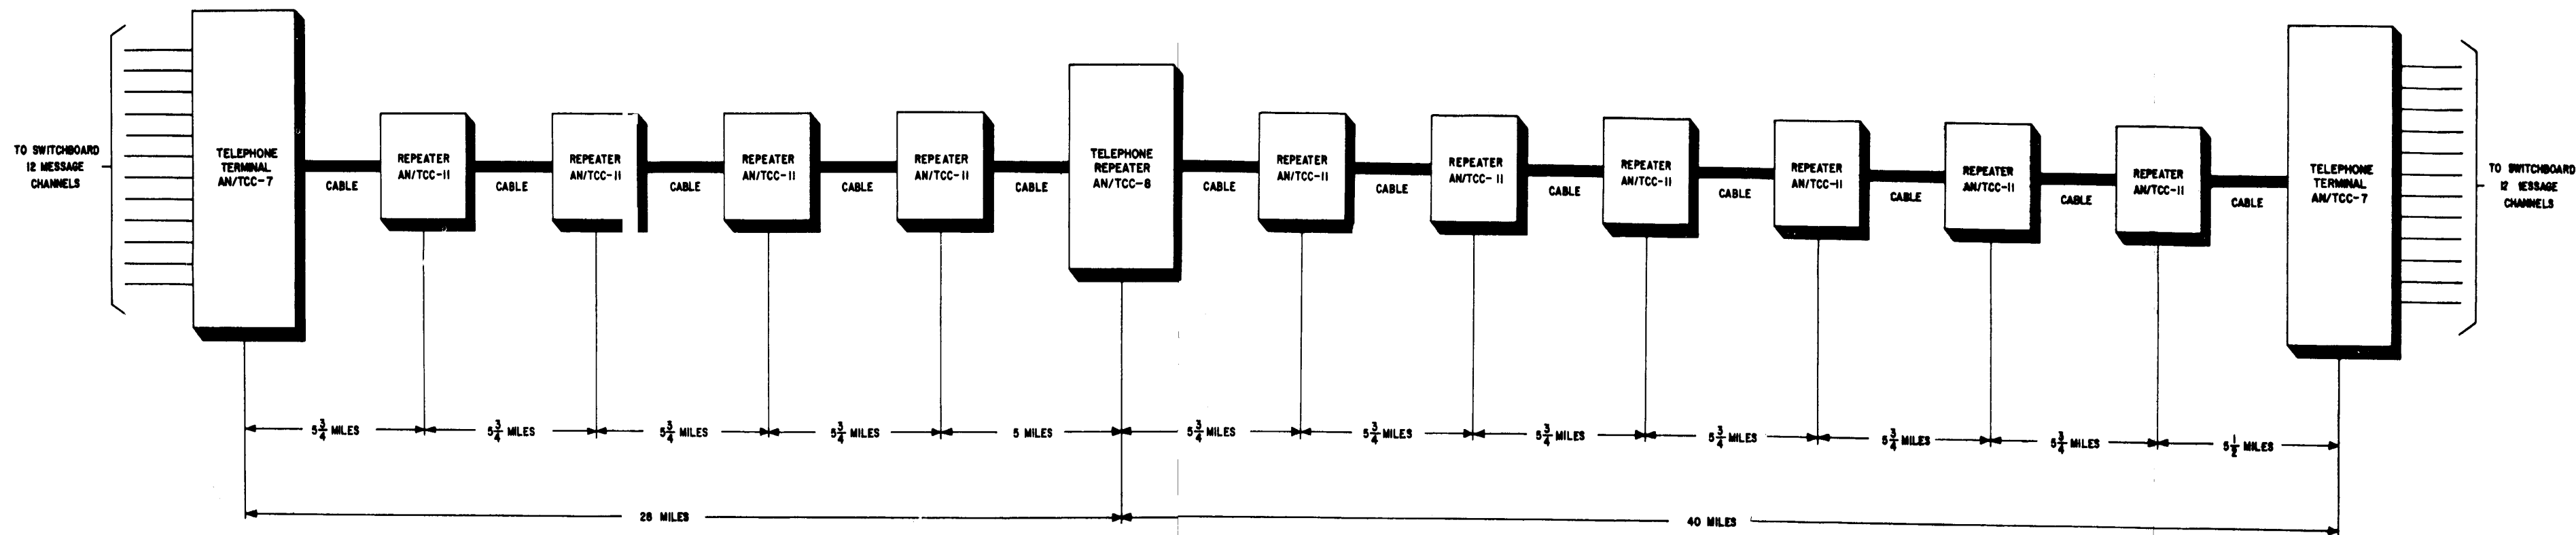 TO SWITCHBOARD
12 MESSAGE
CHANNELS
TELEPHONE
TERMINAL
AN/TCC-7
CABLE
REPEATER
AN/TCC-11
CABLE
REPEATER
AN/TCC-11
CABLE
REPEATER
AN/TCC-11
CABLE
REPEATER
AN/TCC-11
CABLE
TELEPHONE
REPEATER
AN/TCC-8
CABLE
REPEATER
AN/TCC-11
CABLE
REPEATER
AN/TCC-11
CABLE
REPEATER
AN/TCC-11
CABLE
REPEATER
AN/TCC-11
CABLE
REPEATER
AN/TCC-11
CABLE
REPEATER
AN/TCC-11
CABLE
TELEPHONE
TERMINAL
AN/TCC-7
TO SWITCHBOARD
12 MESSAGE
CHANNELS
5 3/4 MILES
5 3/4 MILES
5 3/4 MILES
5 3/4 MILES
5 MILES
5 3/4 MILES
5 3/4 MILES
5 3/4 MILES
5 3/4 MILES
5 3/4 MILES
5 3/4 MILES
5 1/2 MILES
28 MILES
40 MILES